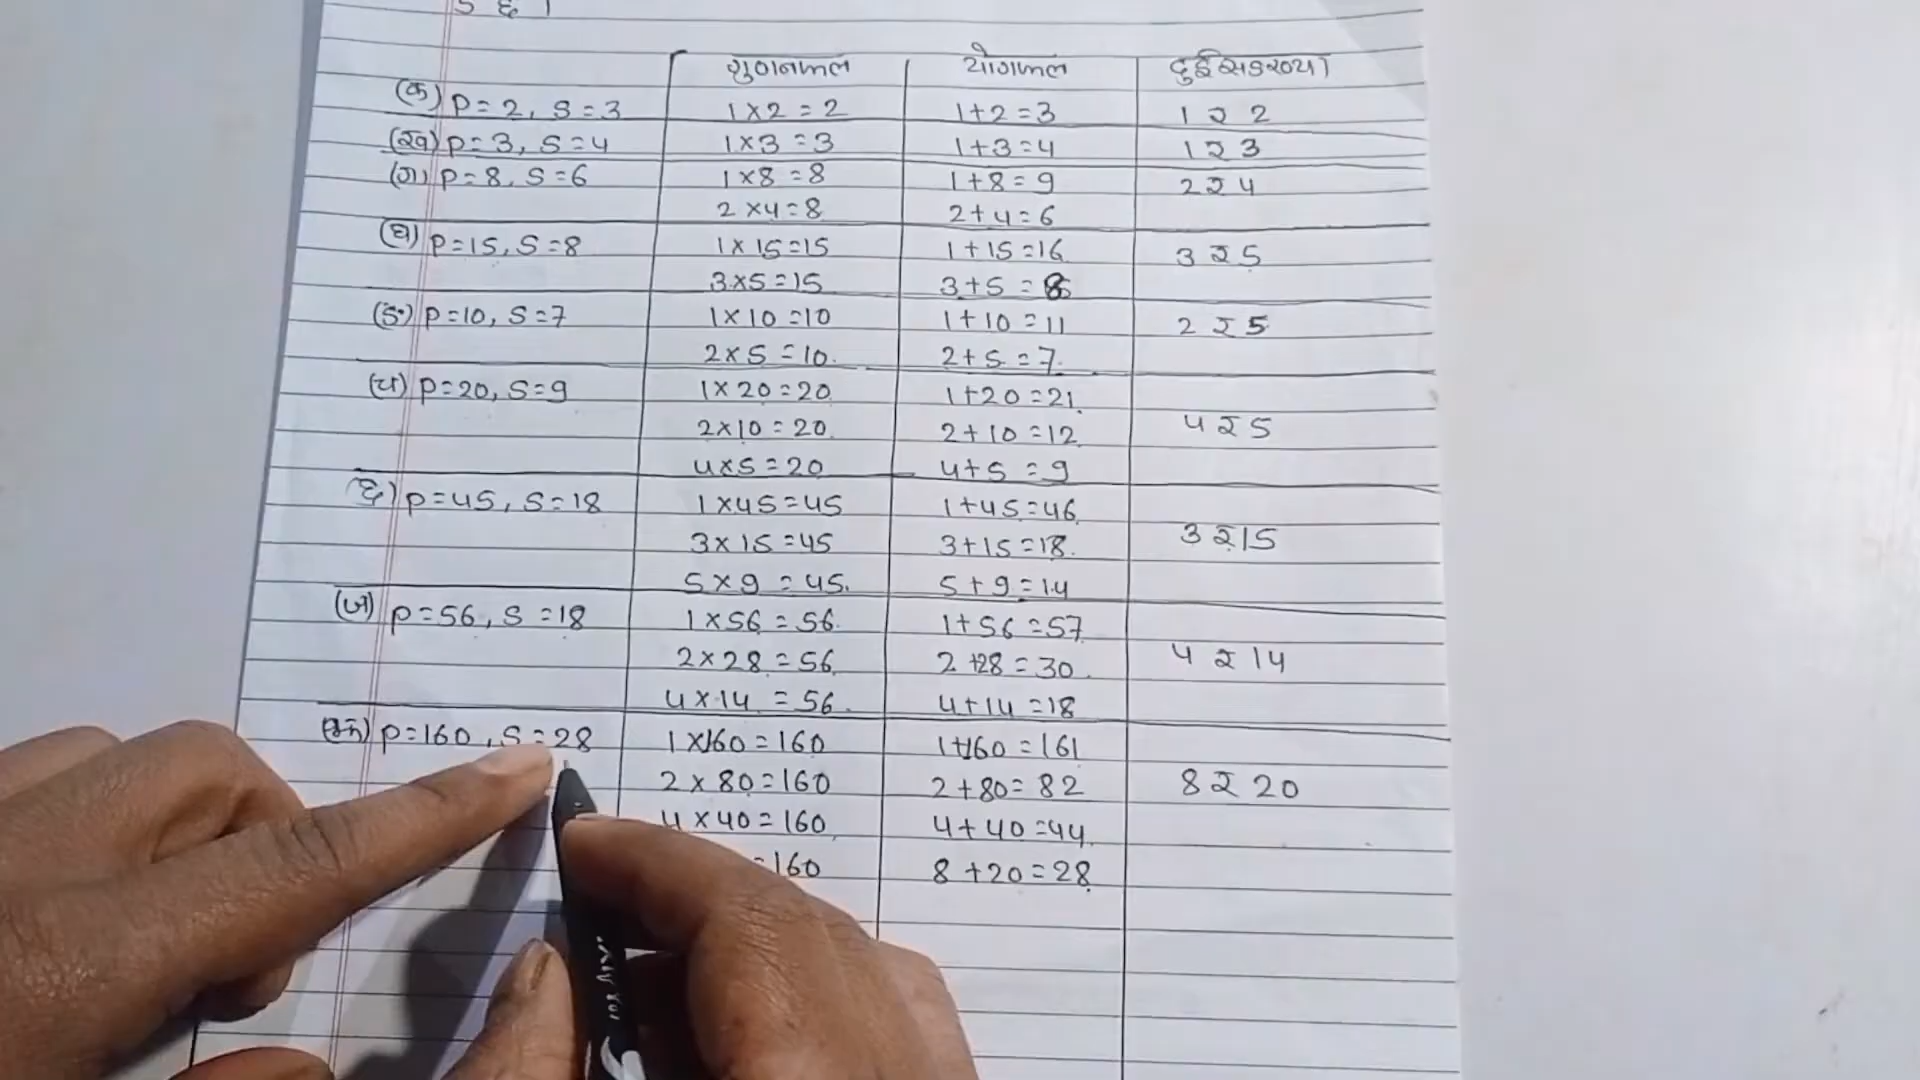 5 छ ।
गुणनफल योगफल दुई सङ्ख्या
(क) P=2, S=3 1×2=2 1+2=3 1 र 2
(ख) P=3, S=4 1×3=3 1+3=4 1 र 3
(ग) P=8, S=6 1×8=8 1+8=9 2 र 4
2×4=8 2+4=6
(घ) P=15, S=8 1×15=15 1+15=16 3 र 5
3×5=15 3+5=8
(ङ) P=10, S=7 1×10=10 1+10=11 2 र 5
2×5=10. 2+5=7.
(च) P=20, S=9 1×20=20 1+20=21. 4 र 5
2×10=20. 2+10=12
4×5=20 4+5=9
(छ) P=45, S=18 1×45=45 1+45=46 3 र 15
3×15=45 3+15=18.
5×9=45. 5+9=14
(ज) P=56, S=18 1×56=56 1+56=57 4 र 14
2×28=56 2+28=30.
4×14=56. 4+14=18
(झ) P=160, S=28 1×160=160 1+160=161 8 र 20
2×80=160 2+80=82
4×40=160 4+40=44
=160 8+20=28